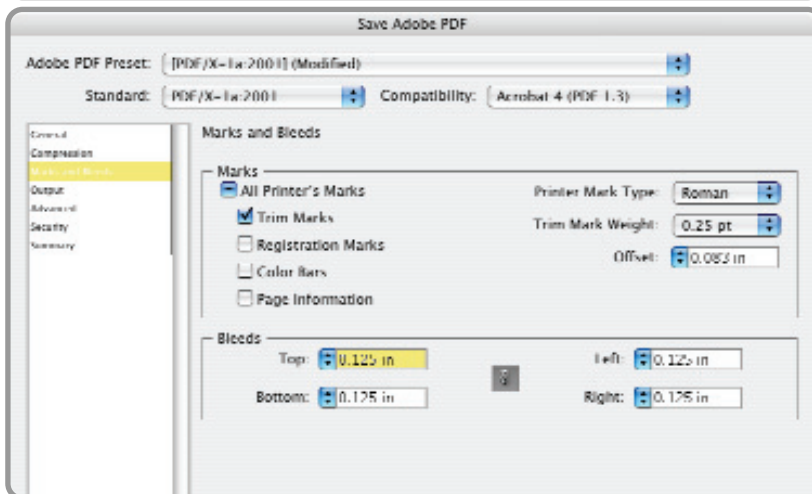 Save Adobe PDF
Adobe PDF Preset: [PDF/X-1a:2001] (Modified)
Standard: PDF/X-1a:2001 Compatibility: Acrobat 4 (PDF 1.3)
General
Compression
Marks and Bleeds
Output
Advanced
Security
Summary
Marks and Bleeds
Marks
All Printer's Marks
Trim Marks
Registration Marks
Color Bars
Page Information
Printer Mark Type: Roman
Trim Mark Weight: 0.25 pt
Offset: 0.083 in
Bleeds
Top: 0.125 in Left: 0.125 in
Bottom: 0.125 in Right: 0.125 in